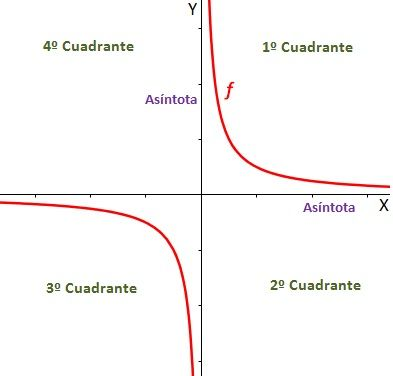 Y
4º Cuadrante
1º Cuadrante
Asíntota
f
Asíntota
X
3º Cuadrante
2º Cuadrante